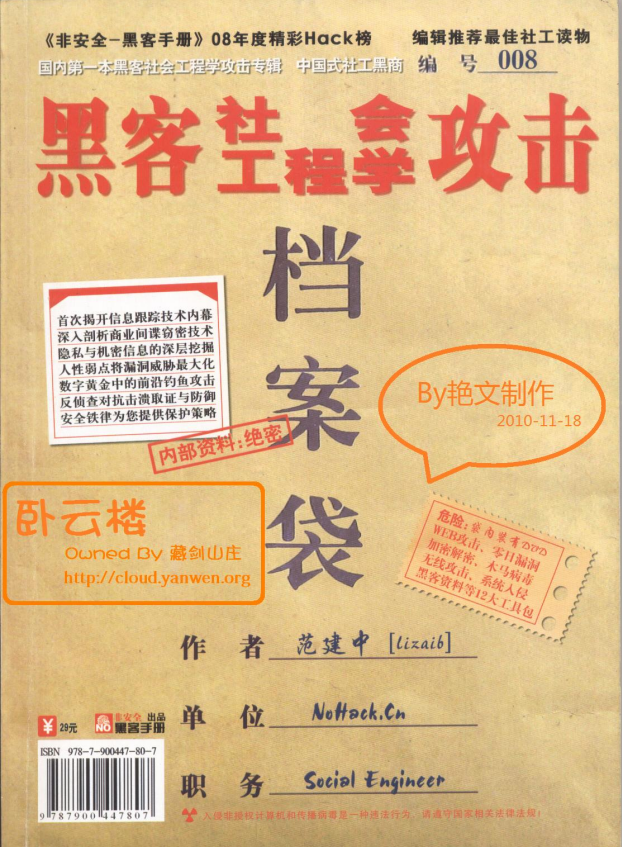 《非安全-黑客手册》08年度精彩Hack榜 编辑推荐最佳社工读物
国内第一本黑客社会工程学攻击专辑 中国式社工黑商 编 号 008
黑客社会工程学攻击
档案袋
首次揭开信息跟踪技术内幕
深入剖析商业间谍窃密技术
隐私与机密信息的深层挖掘
人性弱点将漏洞威胁最大化
数字黄金中的前沿钓鱼攻击
反侦查对抗击溃取证与防御
安全铁律为您提供保护策略
内部资料:绝密
By艳文制作
2010-11-18
卧云楼
Owned By 藏剑山庄
http://cloud.yanwen.org
危险:袋内装有DVD
WEB攻击、零日漏洞
加密解密、木马病毒
无线攻击、系统入侵
黑客资料等12大工具包
作 者 范建中 [lizaib]
单 位 NoHack.Cn
职 务 Social Engineer
¥ 29元
NO 非安全 出品
黑客手册
ISBN 978-7-900447-80-7
9 787900 447807
入侵非授权计算机和传播病毒是一种违法行为，请遵守国家相关法律法规!